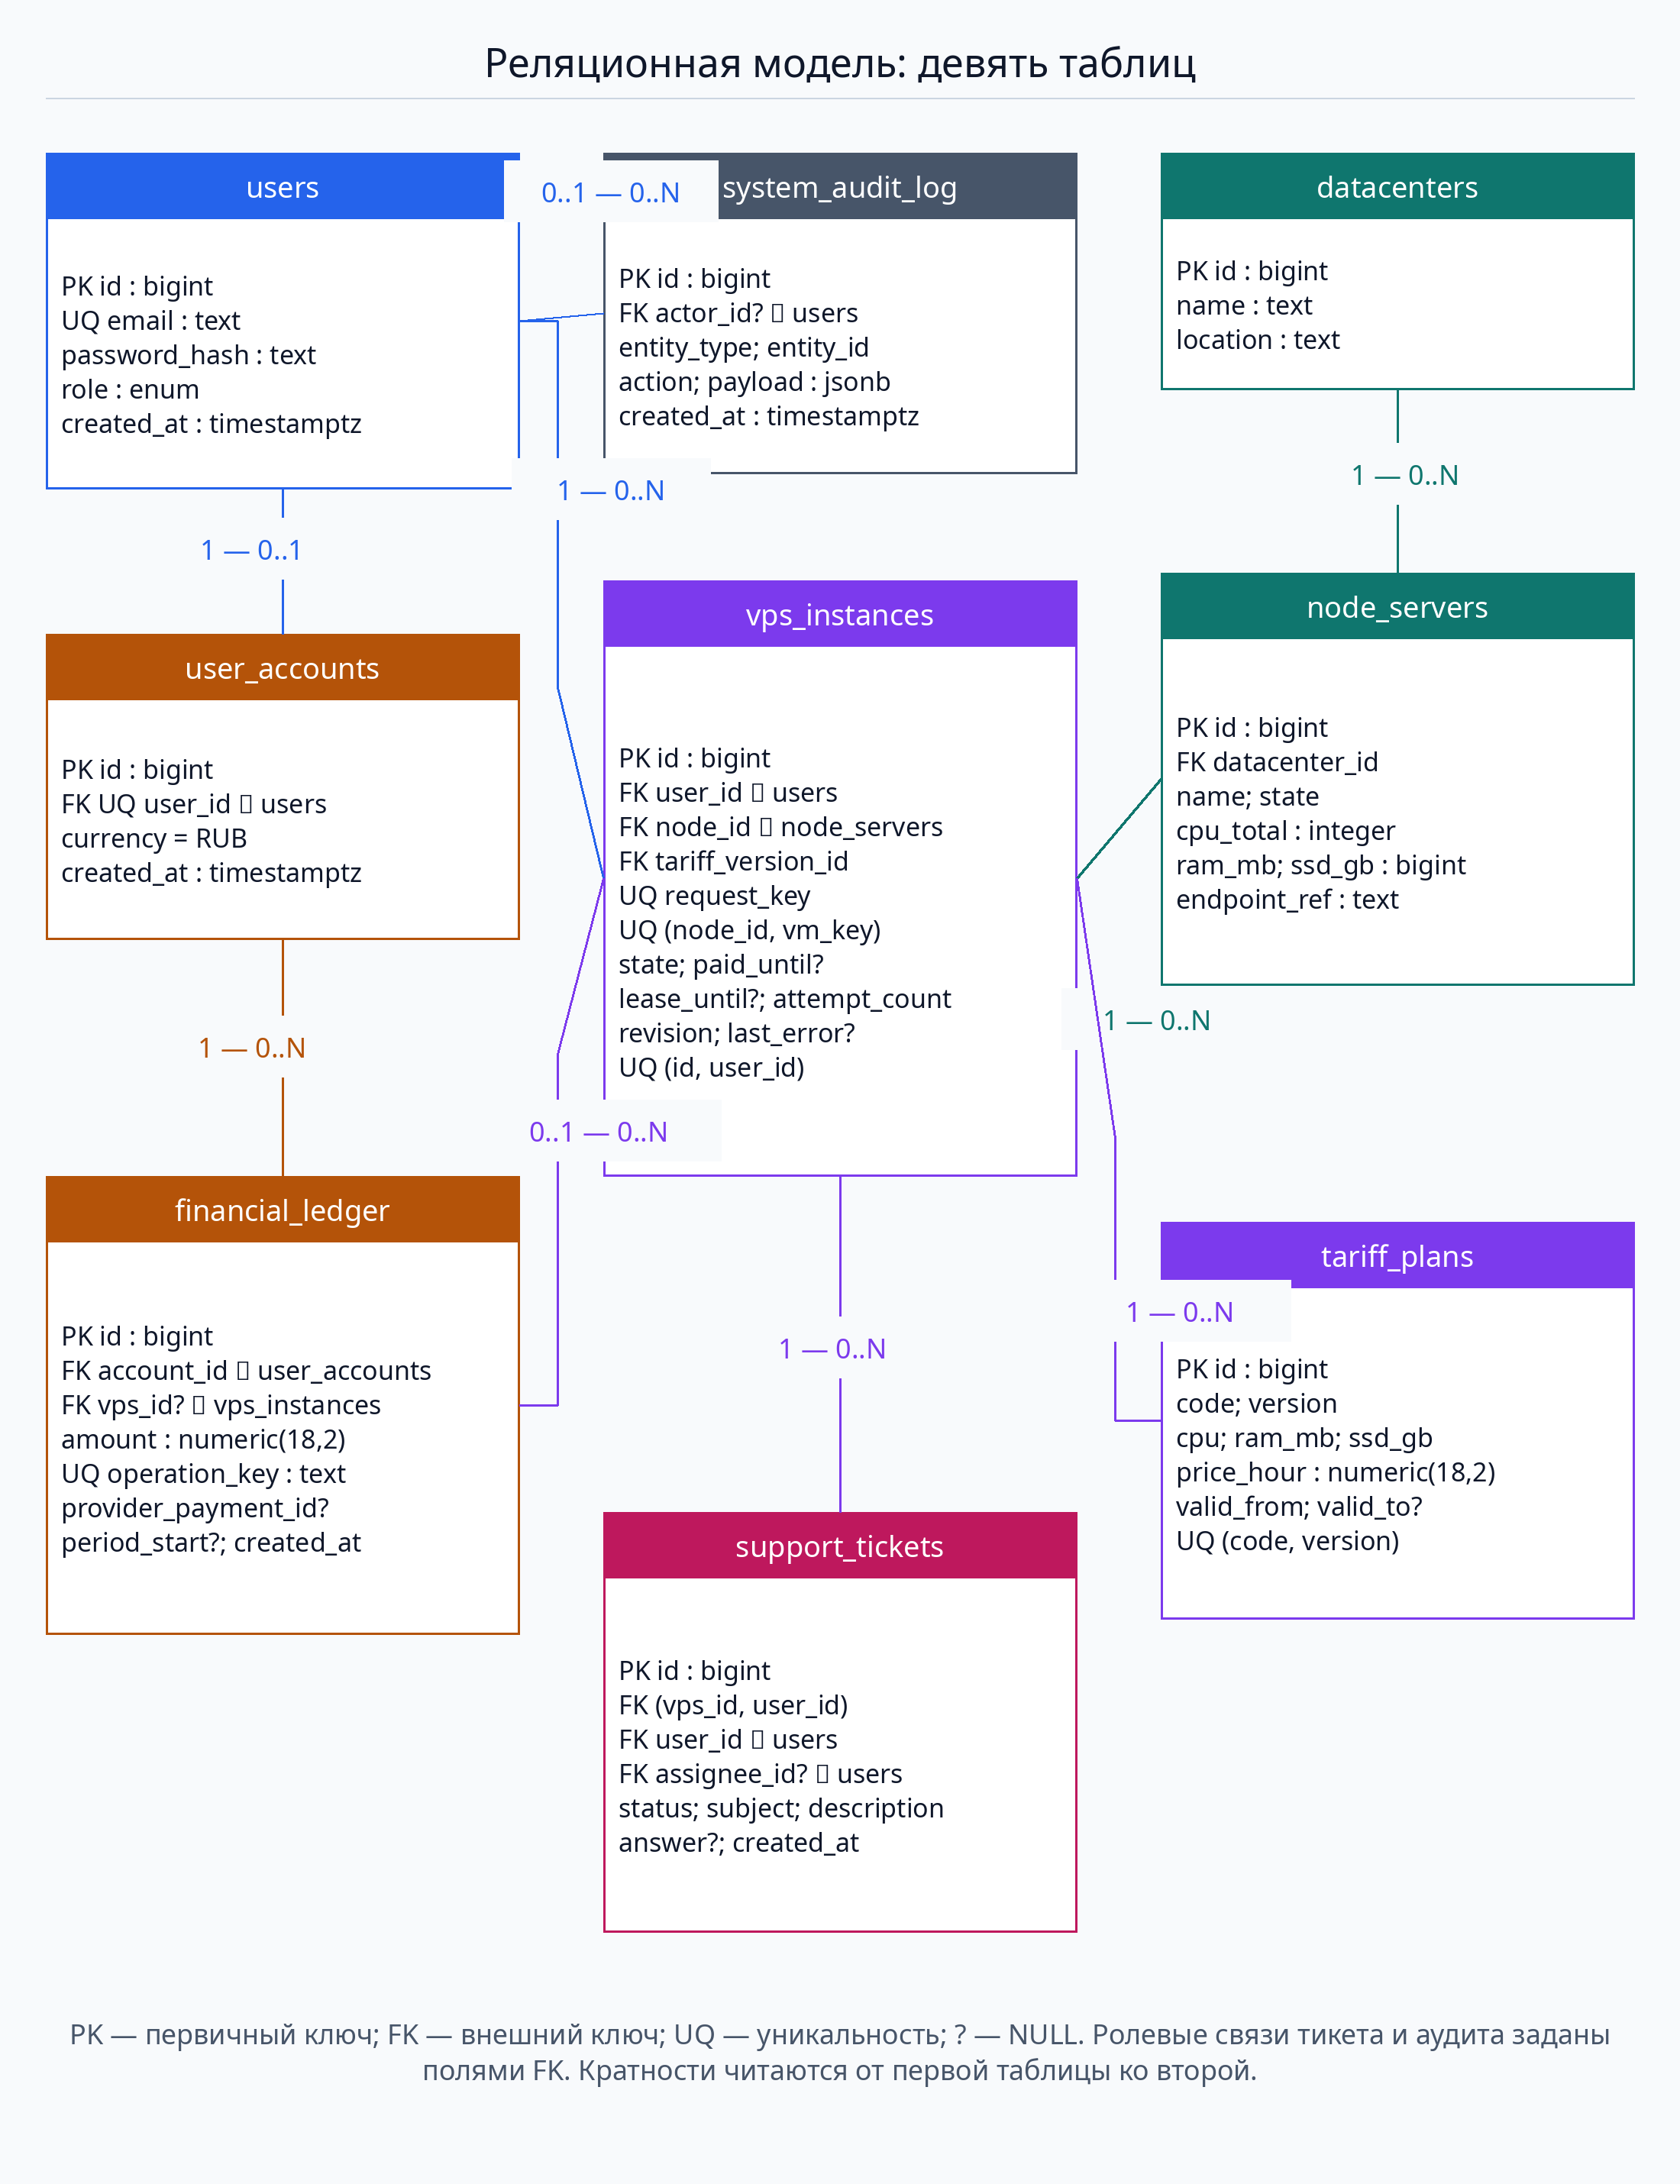 Реляционная модель: девять таблиц
users
PK id : bigint
UQ email : text
password_hash : text
role : enum
created_at : timestamptz
0..1 — 0..N
system_audit_log
PK id : bigint
FK actor_id? ▯ users
entity_type; entity_id
action; payload : jsonb
created_at : timestamptz
datacenters
PK id : bigint
name : text
location : text
1 — 0..N
1 — 0..N
1 — 0..1
user_accounts
PK id : bigint
FK UQ user_id ▯ users
currency = RUB
created_at : timestamptz
vps_instances
PK id : bigint
FK user_id ▯ users
FK node_id ▯ node_servers
FK tariff_version_id
UQ request_key
UQ (node_id, vm_key)
state; paid_until?
lease_until?; attempt_count
revision; last_error?
UQ (id, user_id)
node_servers
PK id : bigint
FK datacenter_id
name; state
cpu_total : integer
ram_mb; ssd_gb : bigint
endpoint_ref : text
1 — 0..N
1 — 0..N
0..1 — 0..N
financial_ledger
PK id : bigint
FK account_id ▯ user_accounts
FK vps_id? ▯ vps_instances
amount : numeric(18,2)
UQ operation_key : text
provider_payment_id?
period_start?; created_at
1 — 0..N
tariff_plans
1 — 0..N
PK id : bigint
code; version
cpu; ram_mb; ssd_gb
price_hour : numeric(18,2)
valid_from; valid_to?
UQ (code, version)
support_tickets
PK id : bigint
FK (vps_id, user_id)
FK user_id ▯ users
FK assignee_id? ▯ users
status; subject; description
answer?; created_at
PK — первичный ключ; FK — внешний ключ; UQ — уникальность; ? — NULL. Ролевые связи тикета и аудита заданы
полями FK. Кратности читаются от первой таблицы ко второй.